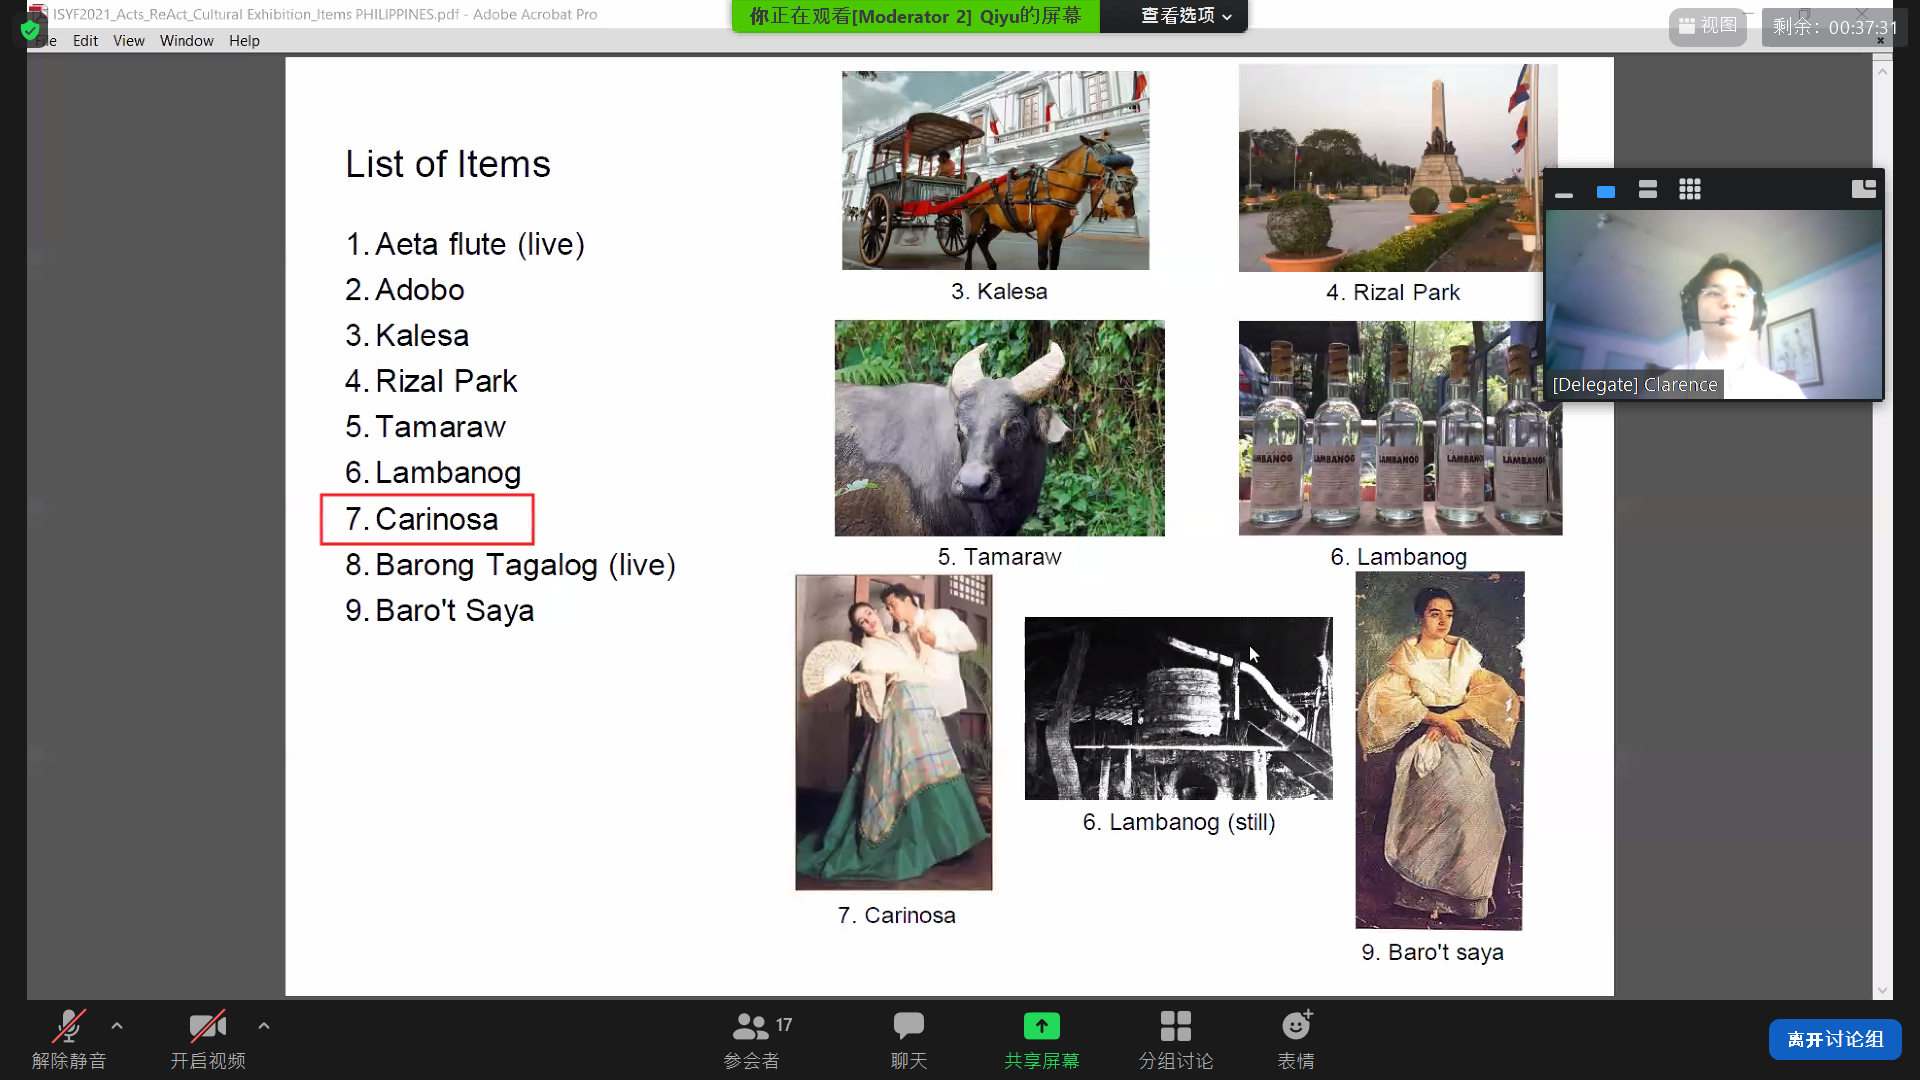 ISYF2021_Acts_ReAct_Cultural Exhibition_Items PHILIPPINES.pdf - Adobe Acrobat Pro
你正在观看[Moderator 2] Qiyu的屏幕
查看选项
视图
剩余: 00:37:31
Edit View Window Help
List of Items
1. Aeta flute (live)
2. Adobo
3. Kalesa
4. Rizal Park
5. Tamaraw
6. Lambanog
7. Carinosa
8. Barong Tagalog (live)
9. Baro't Saya
3. Kalesa
4. Rizal Park
[Delegate] Clarence
LAMBANOG
LAMBANOG
LAMBANOG
5. Tamaraw
6. Lambanog
7. Carinosa
6. Lambanog (still)
9. Baro't saya
解除静音
开启视频
17
参会者
聊天
共享屏幕
分组讨论
表情
离开讨论组